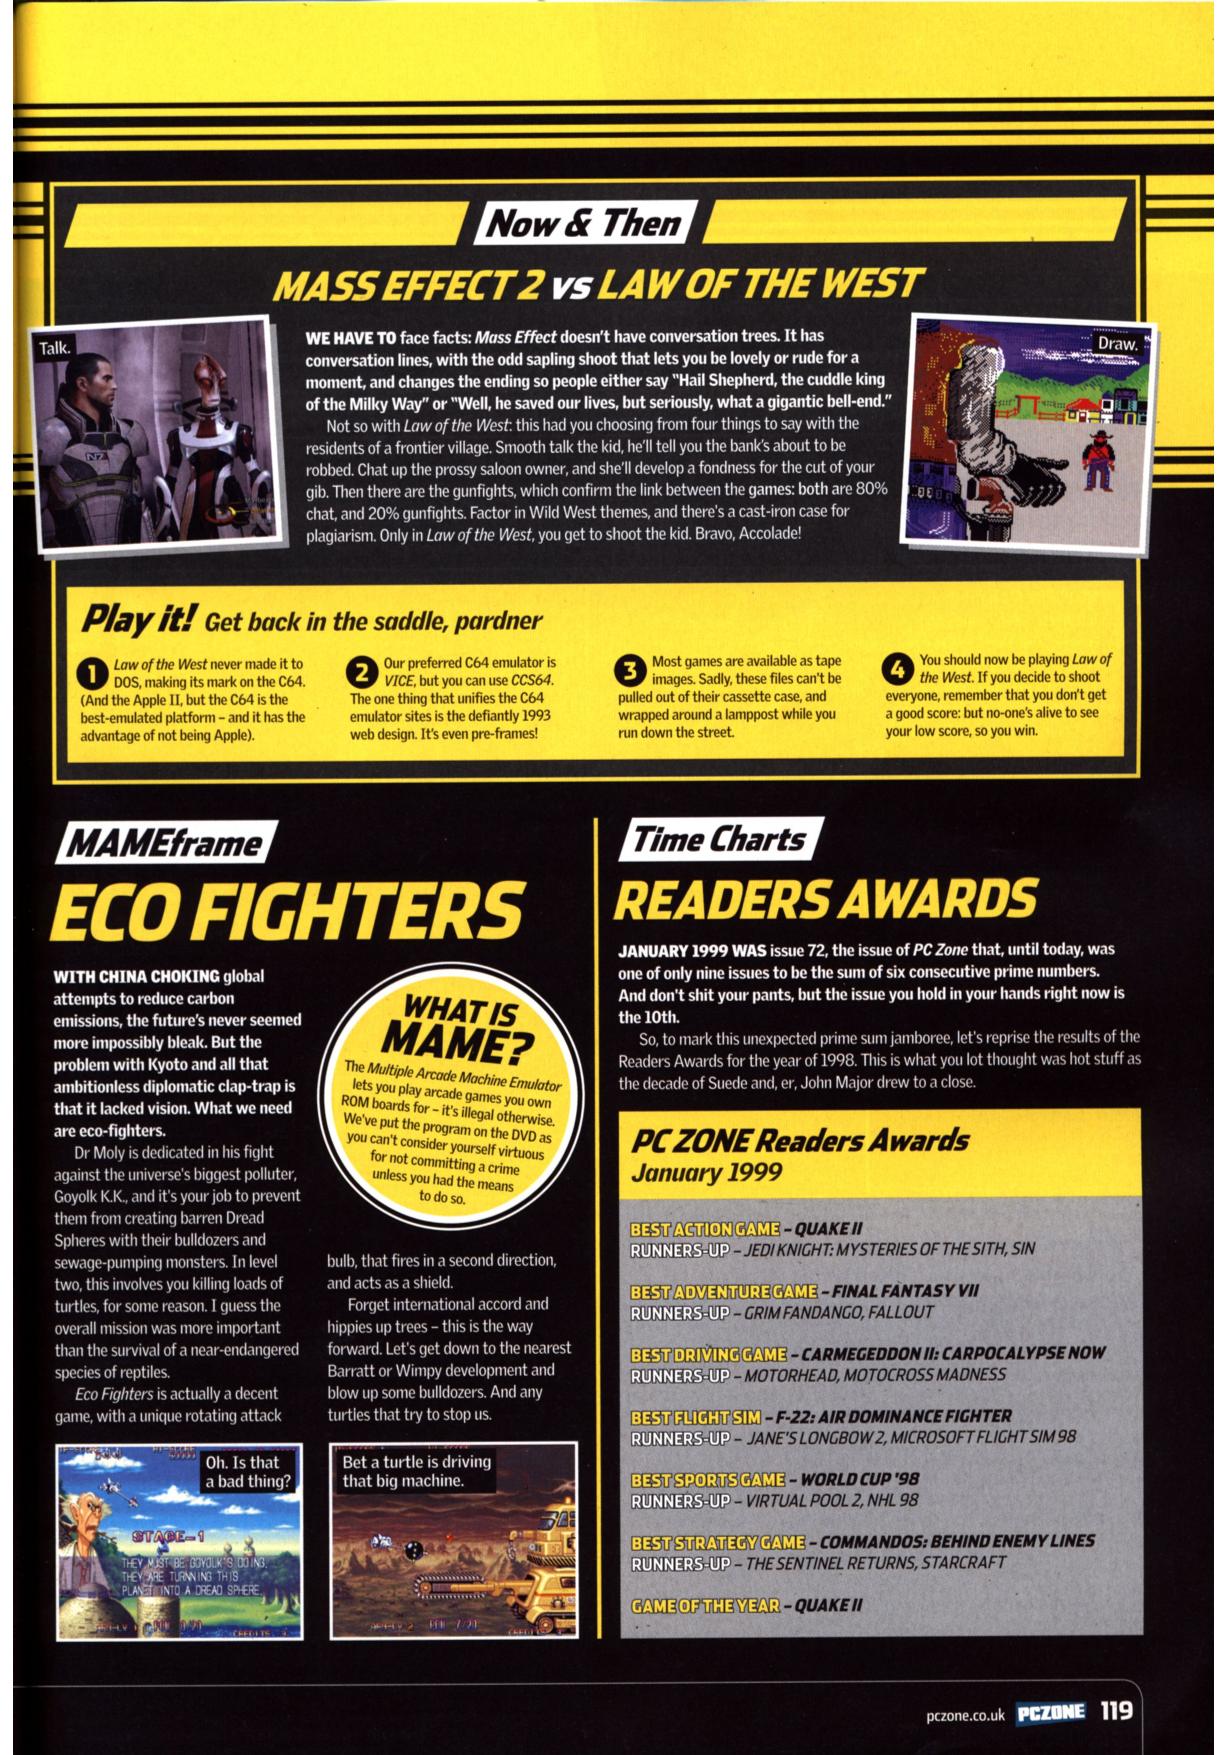 Now & Then
MASS EFFECT 2 vs LAW OF THE WEST
Talk.
N7
WE HAVE TO face facts: Mass Effect doesn't have conversation trees. It has
conversation lines, with the odd sapling shoot that lets you be lovely or rude for a
moment, and changes the ending so people either say "Hail Shepherd, the cuddle king
of the Milky Way" or "Well, he saved our lives, but seriously, what a gigantic bell-end."
Not so with Law of the West: this had you choosing from four things to say with the
residents of a frontier village. Smooth talk the kid, he'll tell you the bank's about to be
robbed. Chat up the prossy saloon owner, and she'll develop a fondness for the cut of your
gib. Then there are the gunfights, which confirm the link between the games: both are 80%
chat, and 20% gunfights. Factor in Wild West themes, and there's a cast-iron case for
plagiarism. Only in Law of the West, you get to shoot the kid. Bravo, Accolade!
Draw.
Play it! Get back in the saddle, pardner
1 Law of the West never made it to
DOS, making its mark on the C64.
(And the Apple II, but the C64 is the
best-emulated platform – and it has the
advantage of not being Apple).
2 Our preferred C64 emulator is
VICE, but you can use CCS64.
The one thing that unifies the C64
emulator sites is the defiantly 1993
web design. It's even pre-frames!
3 Most games are available as tape
images. Sadly, these files can't be
pulled out of their cassette case, and
wrapped around a lamppost while you
run down the street.
4 You should now be playing Law of
the West. If you decide to shoot
everyone, remember that you don't get
a good score: but no-one's alive to see
your low score, so you win.
MAMEframe
ECO FIGHTERS
WITH CHINA CHOKING global
attempts to reduce carbon
emissions, the future's never seemed
more impossibly bleak. But the
problem with Kyoto and all that
ambitionless diplomatic clap-trap is
that it lacked vision. What we need
are eco-fighters.
Dr Moly is dedicated in his fight
against the universe's biggest polluter,
Goyolk K.K., and it's your job to prevent
them from creating barren Dread
Spheres with their bulldozers and
sewage-pumping monsters. In level
two, this involves you killing loads of
turtles, for some reason. I guess the
overall mission was more important
than the survival of a near-endangered
species of reptiles.
Eco Fighters is actually a decent
game, with a unique rotating attack
WHAT IS
MAME?
The Multiple Arcade Machine Emulator
lets you play arcade games you own
ROM boards for – it's illegal otherwise.
We've put the program on the DVD as
you can't consider yourself virtuous
for not committing a crime
unless you had the means
to do so.
bulb, that fires in a second direction,
and acts as a shield.
Forget international accord and
hippies up trees – this is the way
forward. Let's get down to the nearest
Barratt or Wimpy development and
blow up some bulldozers. And any
turtles that try to stop us.
Oh. Is that
a bad thing?
STAGE-1
THEY MUST BE GOYOLK'S DOING.
THEY ARE TURNING THIS
PLANET INTO A DREAD SPHERE.
Bet a turtle is driving
that big machine.
Time Charts
READERS AWARDS
JANUARY 1999 WAS issue 72, the issue of PC Zone that, until today, was
one of only nine issues to be the sum of six consecutive prime numbers.
And don't shit your pants, but the issue you hold in your hands right now is
the 10th.
So, to mark this unexpected prime sum jamboree, let's reprise the results of the
Readers Awards for the year of 1998. This is what you lot thought was hot stuff as
the decade of Suede and, er, John Major drew to a close.
PC ZONE Readers Awards
January 1999
BEST ACTION GAME – QUAKE II
RUNNERS-UP – JEDI KNIGHT: MYSTERIES OF THE SITH, SIN
BEST ADVENTURE GAME – FINAL FANTASY VII
RUNNERS-UP – GRIM FANDANGO, FALLOUT
BEST DRIVING GAME – CARMEGEDDON II: CARPOCALYPSE NOW
RUNNERS-UP – MOTORHEAD, MOTOCROSS MADNESS
BEST FLIGHT SIM – F-22: AIR DOMINANCE FIGHTER
RUNNERS-UP – JANE'S LONGBOW 2, MICROSOFT FLIGHT SIM 98
BEST SPORTS GAME – WORLD CUP '98
RUNNERS-UP – VIRTUAL POOL 2, NHL 98
BEST STRATEGY GAME – COMMANDOS: BEHIND ENEMY LINES
RUNNERS-UP – THE SENTINEL RETURNS, STARCRAFT
GAME OF THE YEAR – QUAKE II
pczone.co.uk PCZONE 119